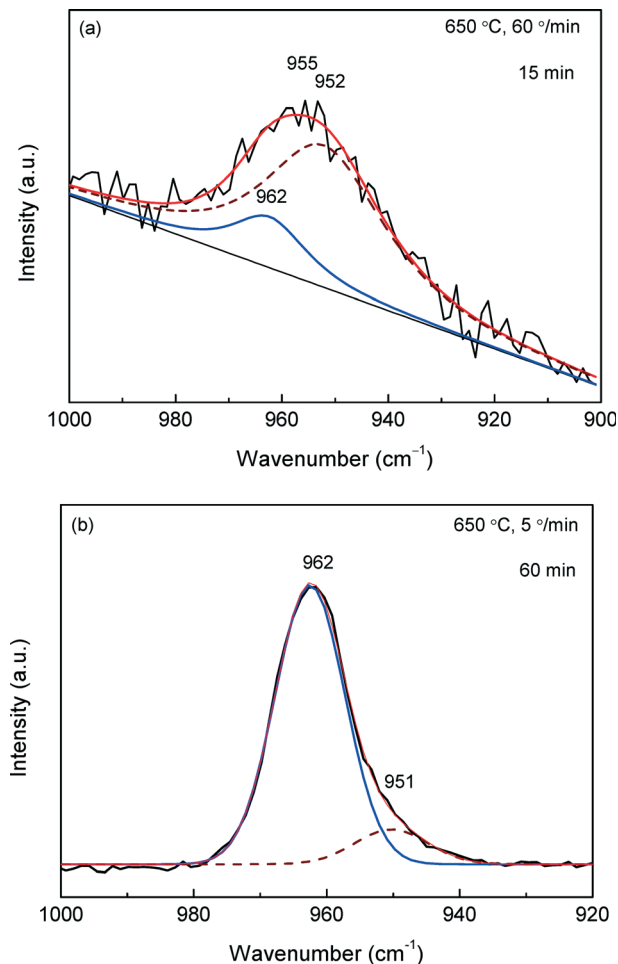 (a)
650 °C, 60 °/min
15 min
955
952
962
Intensity (a.u.)
1000 980 960 940 920 900
Wavenumber (cm⁻¹)
(b)
650 °C, 5 °/min
60 min
962
951
Intensity (a.u.)
1000 980 960 940 920
Wavenumber (cm⁻¹)